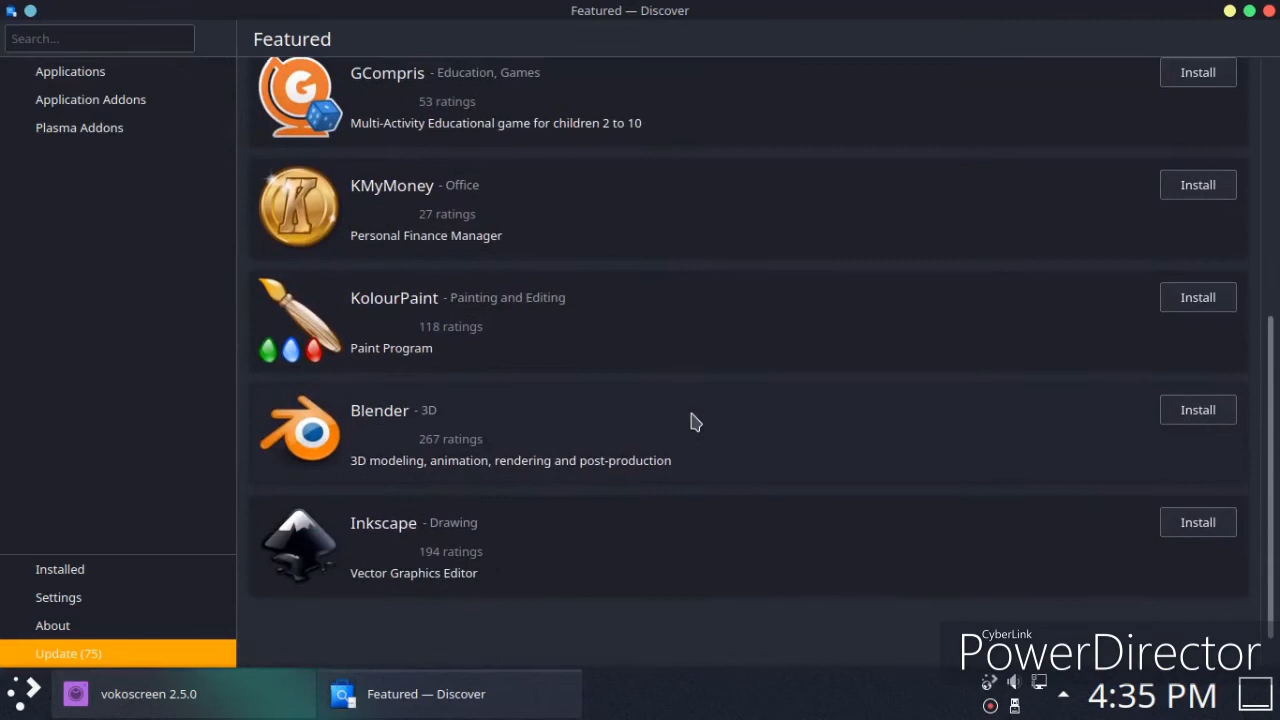 Featured — Discover
Search...
Featured
Applications
Application Addons
Plasma Addons
GCompris - Education, Games
Install
53 ratings
Multi-Activity Educational game for children 2 to 10
KMyMoney - Office
Install
27 ratings
Personal Finance Manager
KolourPaint - Painting and Editing
Install
118 ratings
Paint Program
Blender - 3D
Install
267 ratings
3D modeling, animation, rendering and post-production
Inkscape - Drawing
Install
194 ratings
Vector Graphics Editor
Installed
Settings
About
Update (75)
CyberLink
PowerDirector
vokoscreen 2.5.0
Featured — Discover
4:35 PM